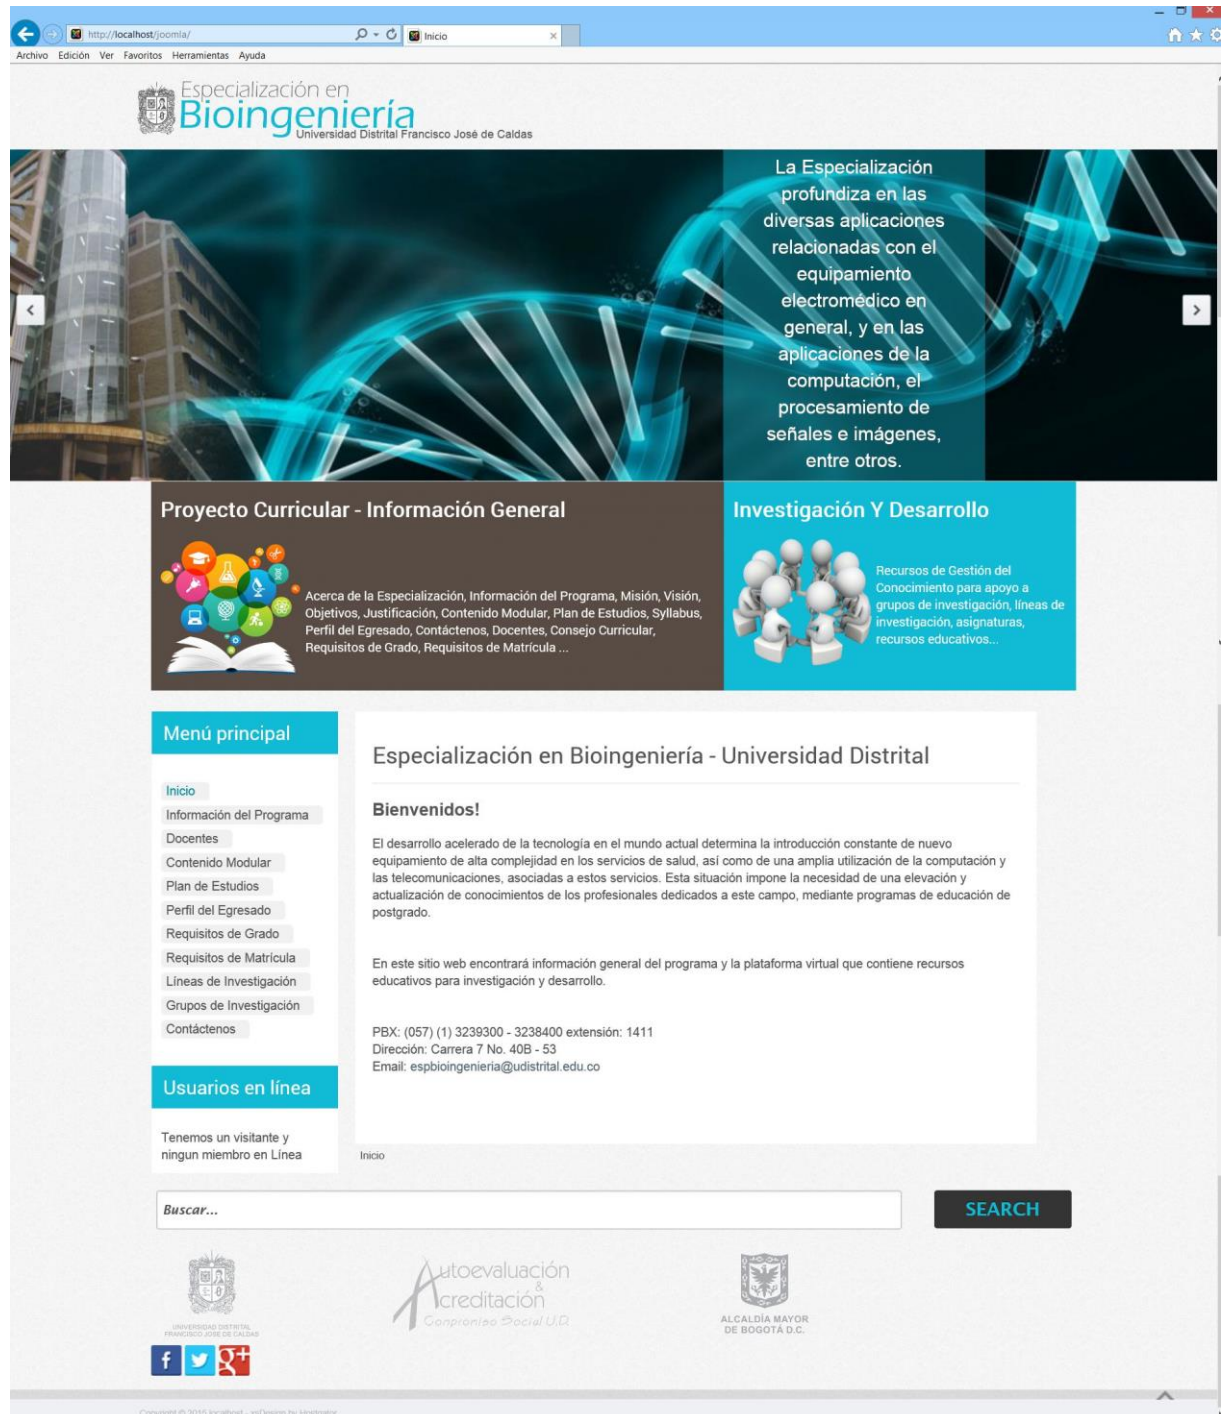 http://localhost/joomla/
Inicio
Archivo Edición Ver Favoritos Herramientas Ayuda
Especialización en
Bioingeniería
Universidad Distrital Francisco José de Caldas
La Especialización
profundiza en las
diversas aplicaciones
relacionadas con el
equipamiento
electromédico en
general, y en las
aplicaciones de la
computación, el
procesamiento de
señales e imágenes,
entre otros.
Proyecto Curricular - Información General
Acerca de la Especialización, Información del Programa, Misión, Visión,
Objetivos, Justificación, Contenido Modular, Plan de Estudios, Syllabus,
Perfil del Egresado, Contáctenos, Docentes, Consejo Curricular,
Requisitos de Grado, Requisitos de Matrícula ...
Investigación Y Desarrollo
Recursos de Gestión del
Conocimiento para apoyo a
grupos de investigación, líneas de
investigación, asignaturas,
recursos educativos...
Menú principal
Inicio
Información del Programa
Docentes
Contenido Modular
Plan de Estudios
Perfil del Egresado
Requisitos de Grado
Requisitos de Matrícula
Líneas de Investigación
Grupos de Investigación
Contáctenos
Usuarios en línea
Tenemos un visitante y
ningun miembro en Línea
Especialización en Bioingeniería - Universidad Distrital
Bienvenidos!
El desarrollo acelerado de la tecnología en el mundo actual determina la introducción constante de nuevo
equipamiento de alta complejidad en los servicios de salud, así como de una amplia utilización de la computación y
las telecomunicaciones, asociadas a estos servicios. Esta situación impone la necesidad de una elevación y
actualización de conocimientos de los profesionales dedicados a este campo, mediante programas de educación de
postgrado.
En este sitio web encontrará información general del programa y la plataforma virtual que contiene recursos
educativos para investigación y desarrollo.
PBX: (057) (1) 3239300 - 3238400 extensión: 1411
Dirección: Carrera 7 No. 40B - 53
Email: espbioingenieria@udistrital.edu.co
Inicio
Buscar...
SEARCH
UNIVERSIDAD DISTRITAL
FRANCISCO JOSÉ DE CALDAS
Autoevaluación
&
Acreditación
Compromiso Social U.D.
ALCALDÍA MAYOR
DE BOGOTÁ D.C.
Copyright © 2015 localhost